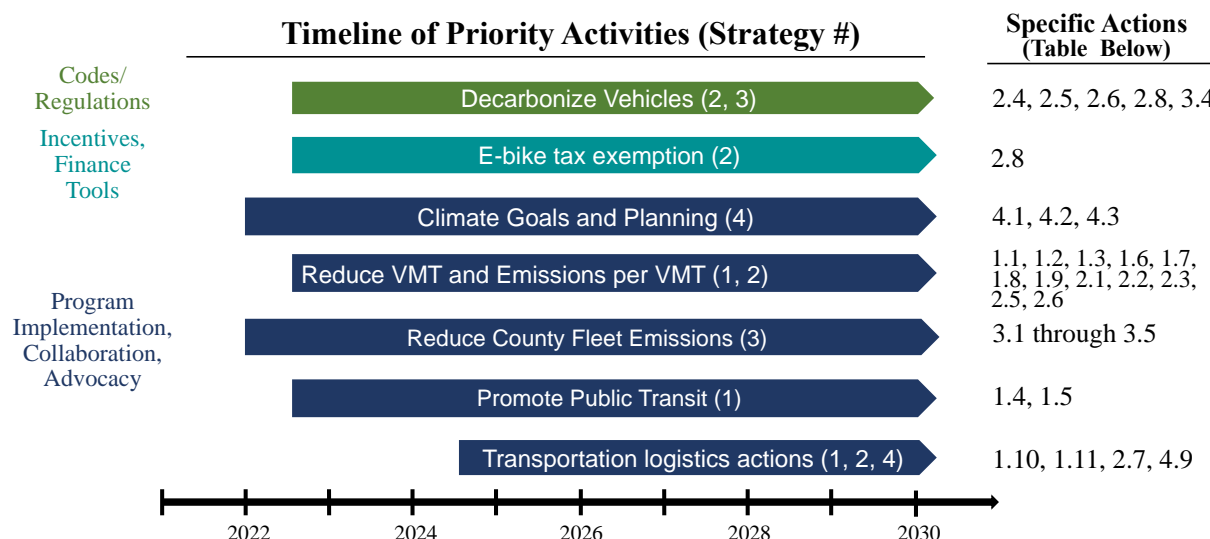 Timeline of Priority Activities (Strategy #)
Specific Actions
(Table Below)
Codes/
Regulations
Decarbonize Vehicles (2, 3)
2.4, 2.5, 2.6, 2.8, 3.4
Incentives,
Finance
Tools
E-bike tax exemption (2)
2.8
Climate Goals and Planning (4)
4.1, 4.2, 4.3
Reduce VMT and Emissions per VMT (1, 2)
1.1, 1.2, 1.3, 1.6, 1.7,
1.8, 1.9, 2.1, 2.2, 2.3,
2.5, 2.6
Program
Implementation,
Collaboration,
Advocacy
Reduce County Fleet Emissions (3)
3.1 through 3.5
Promote Public Transit (1)
1.4, 1.5
Transportation logistics actions (1, 2, 4)
1.10, 1.11, 2.7, 4.9
2022
2024
2026
2028
2030